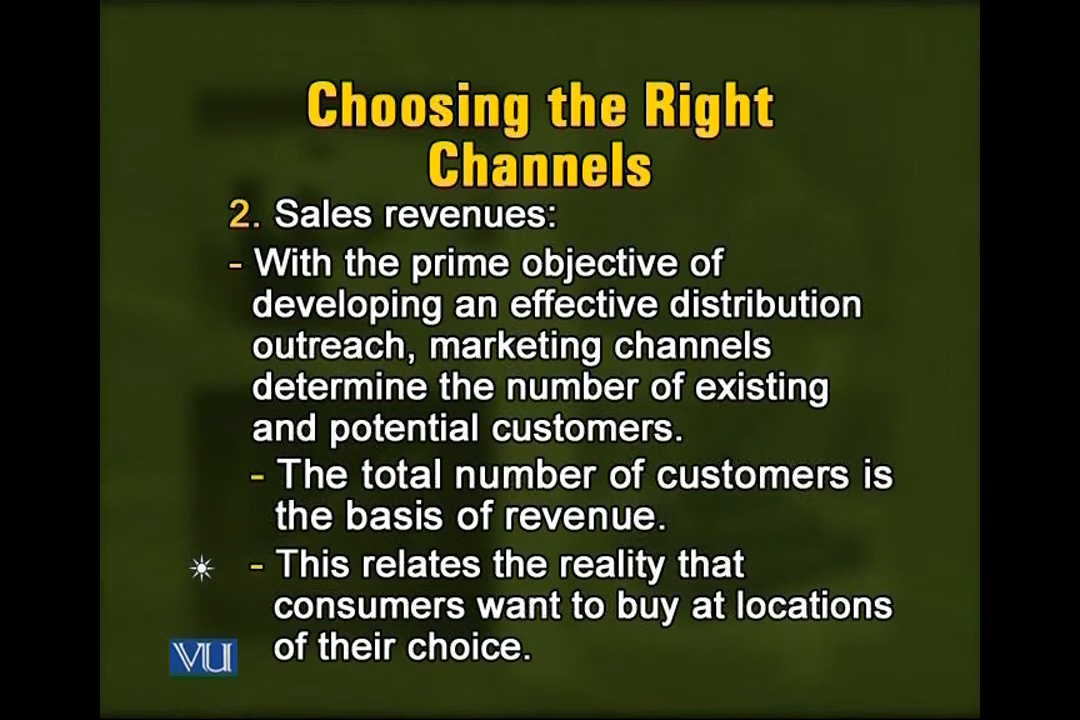 Choosing the Right
Channels
2. Sales revenues:
- With the prime objective of
developing an effective distribution
outreach, marketing channels
determine the number of existing
and potential customers.
- The total number of customers is
the basis of revenue.
- This relates the reality that
consumers want to buy at locations
of their choice.
VU